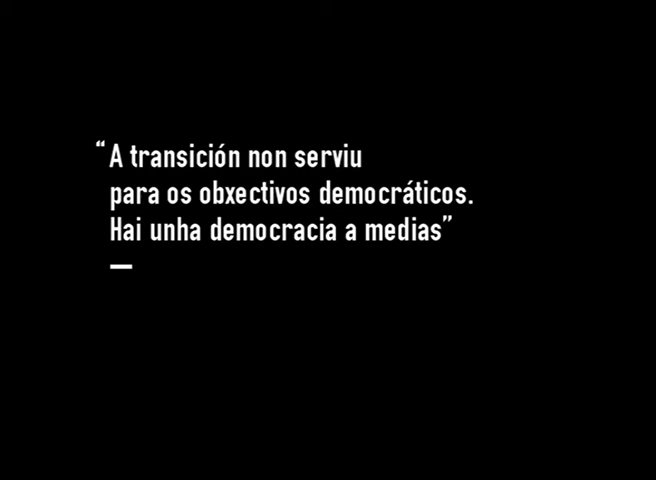 “A transición non serviu
para os obxectivos democráticos.
Hai unha democracia a medias”
—